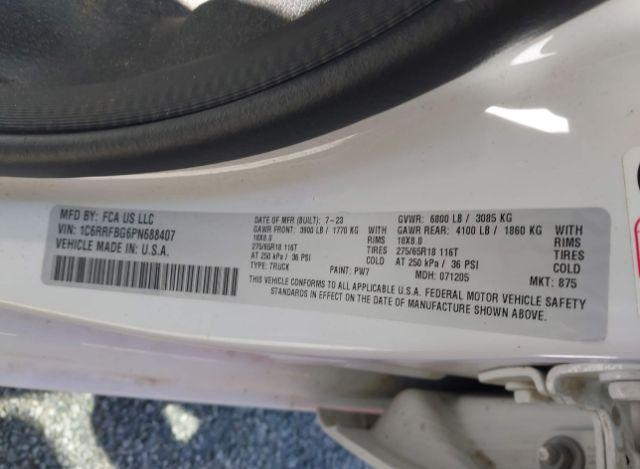 MFD BY: FCA US LLC
VIN: 1C6RRFBG6PN688407
VEHICLE MADE IN: U.S.A.
DATE OF MFR (BUILT): 7-23
GAWR FRONT: 3900 LB / 1770 KG WITH
18X8.0 RIMS
275/65R18 116T TIRES
AT 250 kPa / 36 PSI COLD
TYPE: TRUCK PAINT: PW7
GVWR: 6800 LB / 3085 KG
GAWR REAR: 4100 LB / 1860 KG WITH
18X8.0 RIMS
275/65R18 116T TIRES
AT 250 kPa / 36 PSI COLD
MDH: 071205 MKT: 875
THIS VEHICLE CONFORMS TO ALL APPLICABLE U.S.A. FEDERAL MOTOR VEHICLE SAFETY
STANDARDS IN EFFECT ON THE DATE OF MANUFACTURE SHOWN ABOVE.